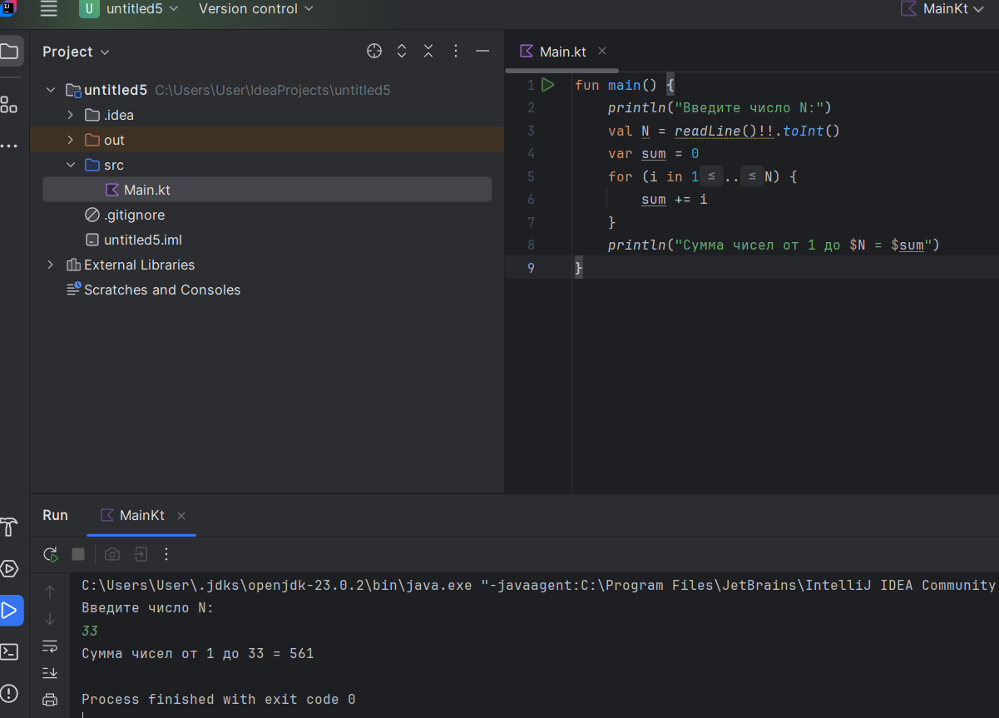 IJ
U untitled5 Version control MainKt
Project
untitled5 C:\Users\User\IdeaProjects\untitled5
.idea
out
src
Main.kt
.gitignore
untitled5.iml
External Libraries
Scratches and Consoles
Main.kt
1 fun main() {
2 println("Введите число N:")
3 val N = readLine()!!.toInt()
4 var sum = 0
5 for (i in 1 ≤ .. ≤ N) {
6 sum += i
7 }
8 println("Сумма чисел от 1 до $N = $sum")
9 }
Run MainKt
C:\Users\User\.jdks\openjdk-23.0.2\bin\java.exe "-javaagent:C:\Program Files\JetBrains\IntelliJ IDEA Community
Введите число N:
33
Сумма чисел от 1 до 33 = 561
Process finished with exit code 0